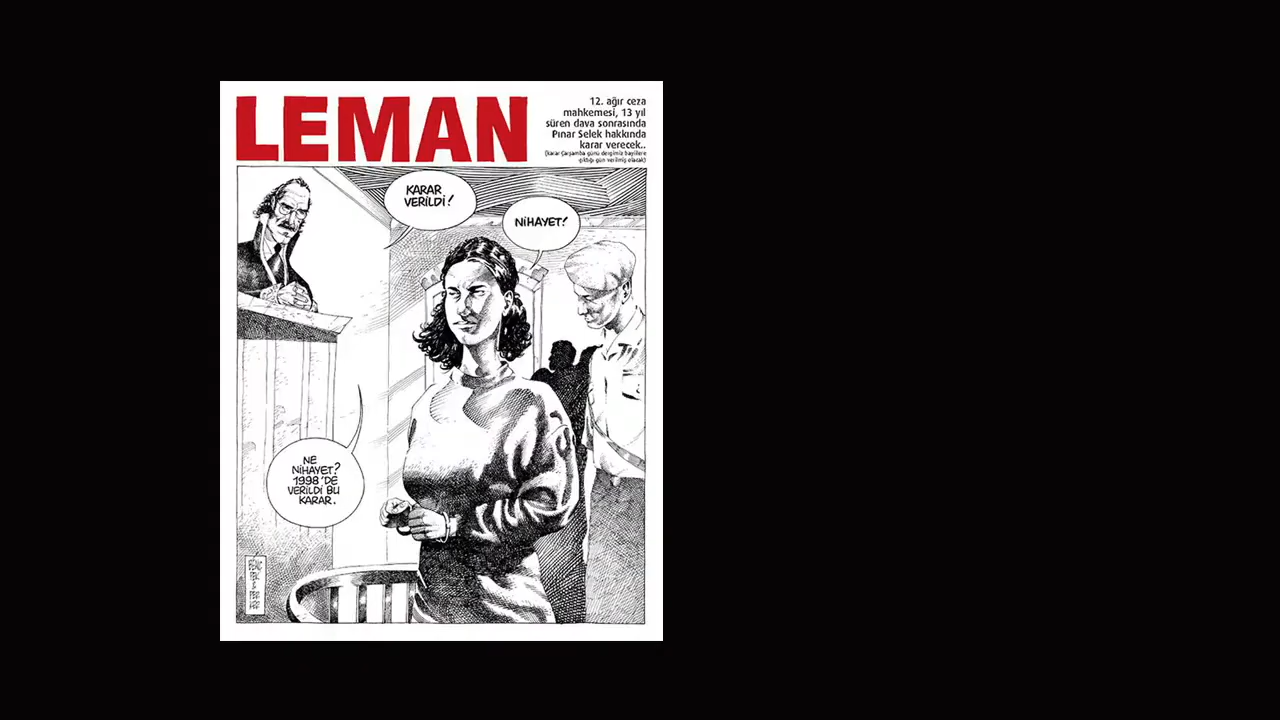 LEMAN
12. ağır ceza
mahkemesi, 13 yıl
süren dava sonrasında
Pınar Selek hakkında
karar verecek..
(karar Çarşamba günü dergimiz bayilere
çıktığı gün verilmiş olacak)
KARAR
VERİLDİ!
NİHAYET!
NE
NİHAYET?
1998'DE
VERİLDİ BU
KARAR.